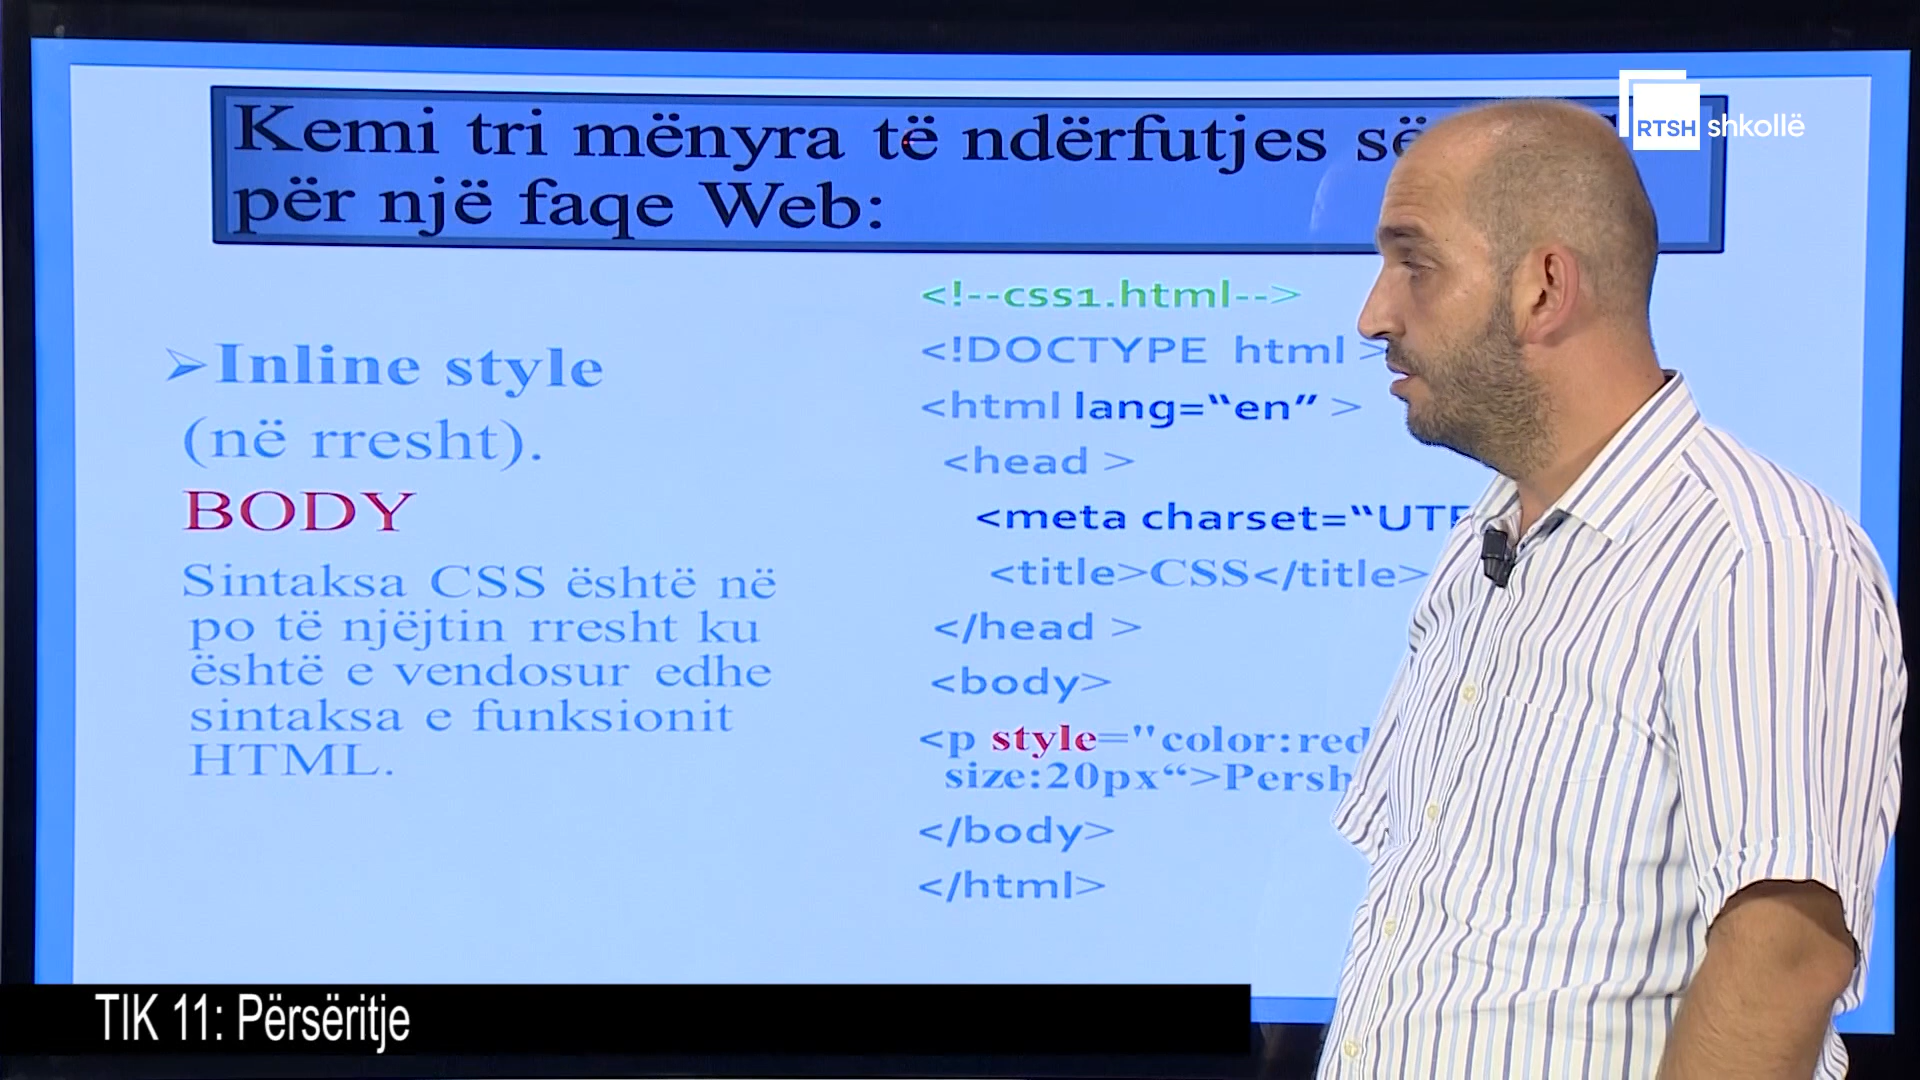 Kemi tri mënyra të ndërfutjes së
për një faqe Web:
RTSH shkollë
➢Inline style
(në rresht).
BODY
Sintaksa CSS është në
po të njëjtin rresht ku
është e vendosur edhe
sintaksa e funksionit
HTML.
<!--css1.html-->
<!DOCTYPE html >
<html lang=“en” >
<head >
<meta charset=“UTF
<title>CSS</title>
</head >
<body>
<p style="color:red
size:20px“>Persh
</body>
</html>
TIK 11: Përsëritje